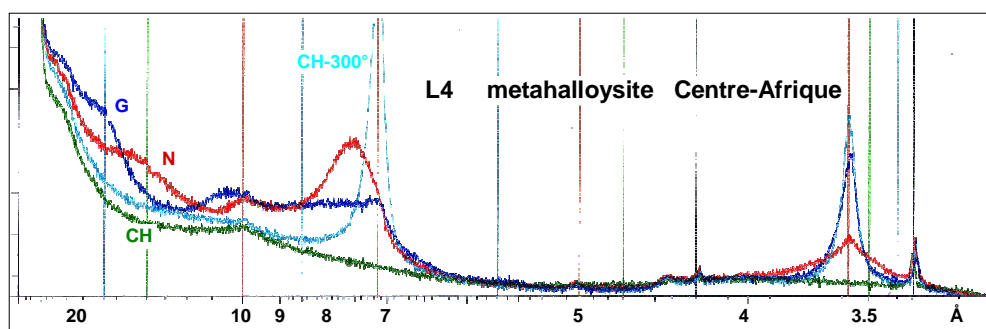 CH-300°
L4 metahalloysite Centre-Afrique
G
N
CH
20 10 9 8 7 5 4 3.5 Å